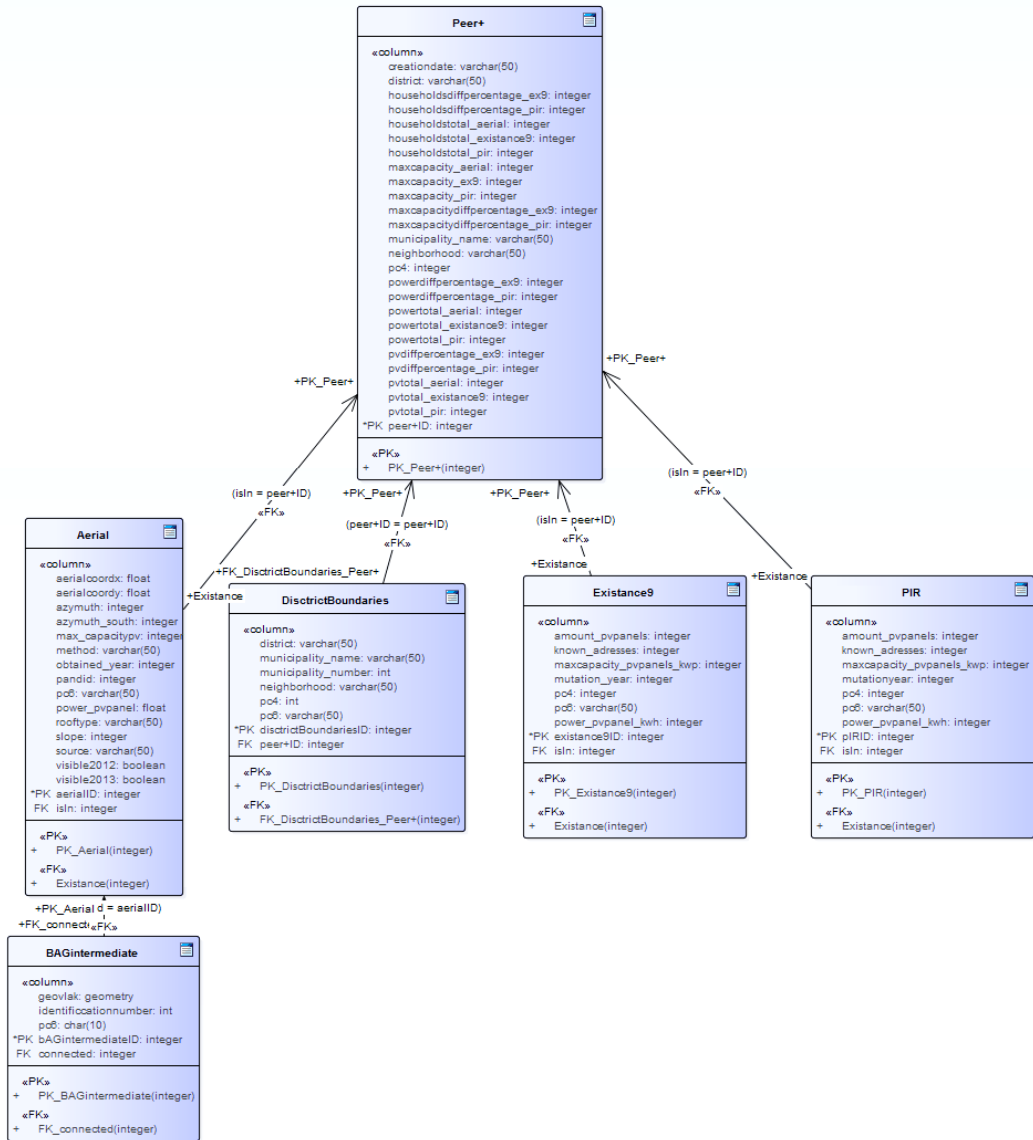 Peer+
«column»
creationdate: varchar(50)
district: varchar(50)
householdsdiffpercentage_ex9: integer
householdsdiffpercentage_pir: integer
householdstotal_aerial: integer
householdstotal_existance9: integer
householdstotal_pir: integer
maxcapacity_aerial: integer
maxcapacity_ex9: integer
maxcapacity_pir: integer
maxcapacitydiffpercentage_ex9: integer
maxcapacitydiffpercentage_pir: integer
municipality_name: varchar(50)
neighborhood: varchar(50)
pc4: integer
powerdiffpercentage_ex9: integer
powerdiffpercentage_pir: integer
powertotal_aerial: integer
powertotal_existance9: integer
powertotal_pir: integer
pvdiffpercentage_ex9: integer
pvdiffpercentage_pir: integer
pvtotal_aerial: integer
pvtotal_existance9: integer
pvtotal_pir: integer
*PK peer+ID: integer
«PK»
+ PK_Peer+(integer)
+PK_Peer+
+PK_Peer+
+PK_Peer+
+PK_Peer+
(isIn = peer+ID)
«FK»
(peer+ID = peer+ID)
«FK»
(isIn = peer+ID)
«FK»
(isIn = peer+ID)
«FK»
+Existance
+FK_DisctrictBoundaries_Peer+
+Existance
+Existance
Aerial
«column»
aerialcoordx: float
aerialcoordy: float
azymuth: integer
azymuth_south: integer
max_capacitypv: integer
method: varchar(50)
obtained_year: integer
pandid: integer
pc6: varchar(50)
power_pvpanel: float
rooftype: varchar(50)
slope: integer
source: varchar(50)
visible2012: boolean
visible2013: boolean
*PK aerialID: integer
FK isIn: integer
«PK»
+ PK_Aerial(integer)
«FK»
+ Existance(integer)
DisctrictBoundaries
«column»
district: varchar(50)
municipality_name: varchar(50)
municipality_number: int
neighborhood: varchar(50)
pc4: int
pc6: varchar(50)
*PK disctrictBoundariesID: integer
FK peer+ID: integer
«PK»
+ PK_DisctrictBoundaries(integer)
«FK»
+ FK_DisctrictBoundaries_Peer+(integer)
Existance9
«column»
amount_pvpanels: integer
known_adresses: integer
maxcapacity_pvpanels_kwp: integer
mutation_year: integer
pc4: integer
pc6: varchar(50)
power_pvpanel_kwh: integer
*PK existance9ID: integer
FK isIn: integer
«PK»
+ PK_Existance9(integer)
«FK»
+ Existance(integer)
PIR
«column»
amount_pvpanels: integer
known_adresses: integer
maxcapacity_pvpanels_kwp: integer
mutationyear: integer
pc4: integer
pc6: varchar(50)
power_pvpanel_kwh: integer
*PK pIRID: integer
FK isIn: integer
«PK»
+ PK_PIR(integer)
«FK»
+ Existance(integer)
+PK_Aerial d = aerialID)
+FK_connecte «FK»
BAGintermediate
«column»
geovlak: geometry
identificcationnumber: int
pc6: char(10)
*PK bAGintermediateID: integer
FK connected: integer
«PK»
+ PK_BAGintermediate(integer)
«FK»
+ FK_connected(integer)